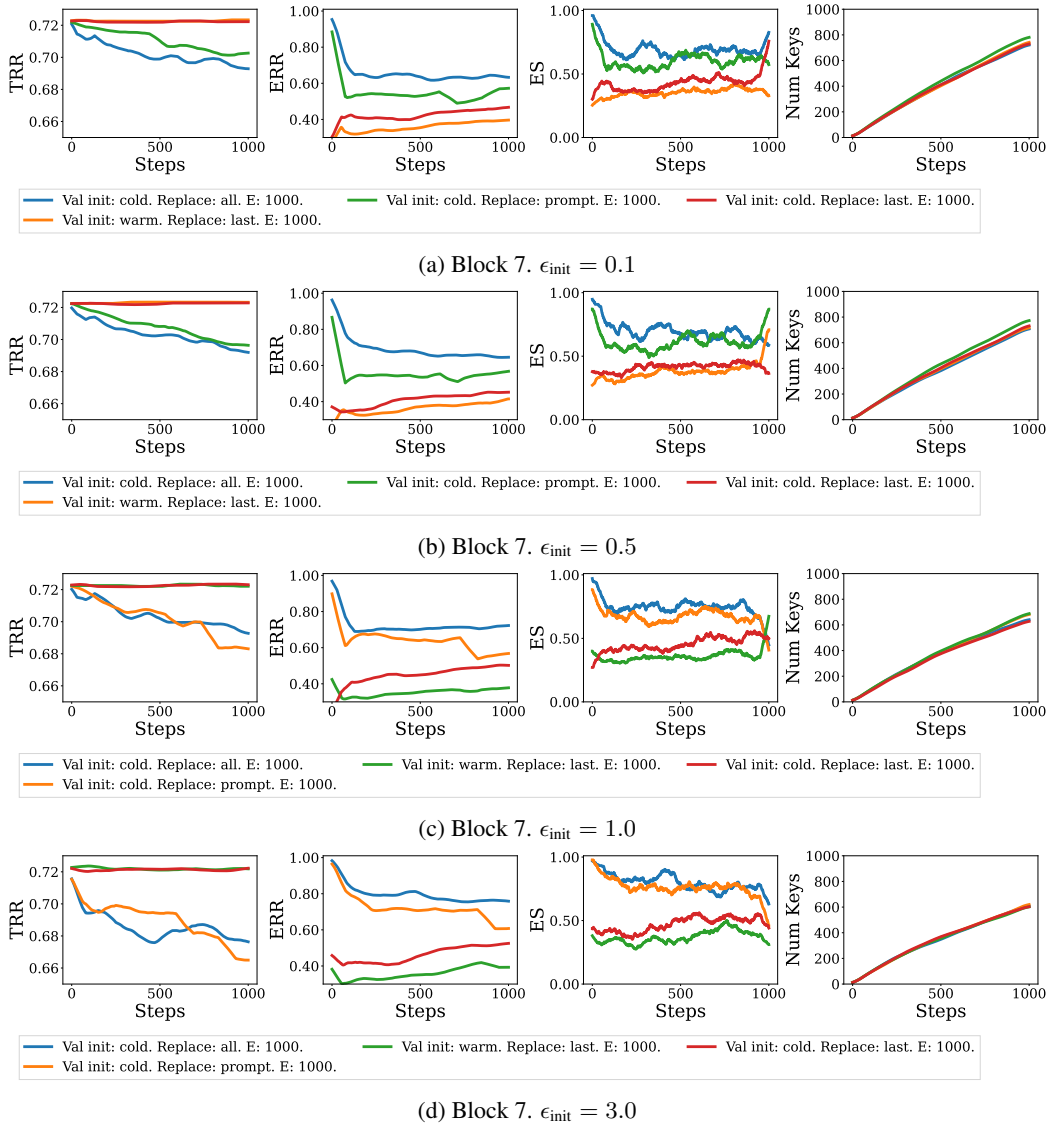 TRR
0.72
0.70
0.68
0.66
0
1000
Steps
ERR
1.00
0.80
0.60
0.40
0
500
1000
Steps
ES
1.0
0.5
0.00
0
500
1000
Steps
Num Keys
1000
800
600
400
200
0
0
500
1000
Steps
Val init: cold. Replace: all. E: 1000.
Val init: cold. Replace: prompt. E: 1000.
Val init: cold. Replace: last. E: 1000.
Val init: warm. Replace: last. E: 1000.
(a) Block 7. ϵinit = 0.1
TRR
0.72
0.70
0.68
0.66
0
1000
Steps
ERR
1.00
0.80
0.60
0.40
0
500
1000
Steps
ES
1.0
0.50
0.00
0
500
1000
Steps
Num Keys
1000
800
600
400
200
0
0
500
1000
Steps
Val init: cold. Replace: all. E: 1000.
Val init: cold. Replace: prompt. E: 1000.
Val init: cold. Replace: last. E: 1000.
Val init: warm. Replace: last. E: 1000.
(b) Block 7. ϵinit = 0.5
TRR
0.72
0.70
0.68
0.66
0
1000
Steps
ERR
1.00
0.80
0.60
0.40
0
500
1000
Steps
ES
1.0
0.50
0.00
0
500
1000
Steps
Num Keys
1000
800
600
400
200
0
0
500
1000
Steps
Val init: cold. Replace: all. E: 1000.
Val init: warm. Replace: last. E: 1000.
Val init: cold. Replace: last. E: 1000.
Val init: cold. Replace: prompt. E: 1000.
(c) Block 7. ϵinit = 1.0
TRR
0.72
0.70
0.68
0.66
0
1000
Steps
ERR
1.00
0.80
0.60
0.40
0
500
1000
Steps
ES
1.00
0.50
0.00
0
500
1000
Steps
Num Keys
1000
800
600
400
200
0
0
500
1000
Steps
Val init: cold. Replace: all. E: 1000.
Val init: warm. Replace: last. E: 1000.
Val init: cold. Replace: last. E: 1000.
Val init: cold. Replace: prompt. E: 1000.
(d) Block 7. ϵinit = 3.0